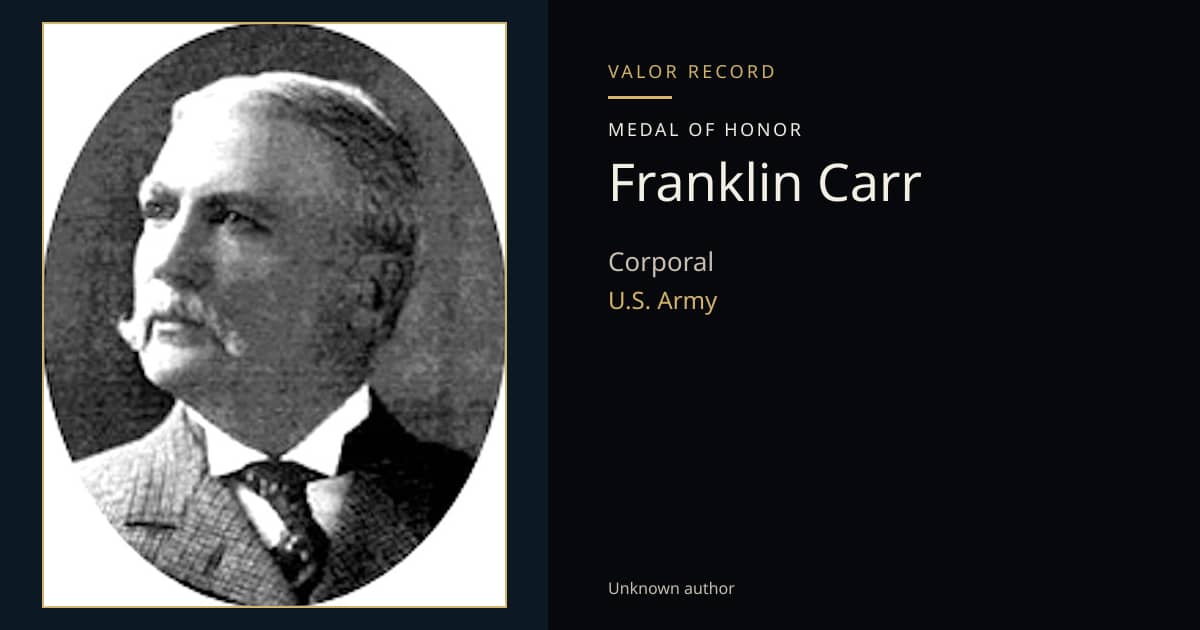 VALOR RECORD
MEDAL OF HONOR
Franklin Carr
Corporal
U.S. Army
Unknown author